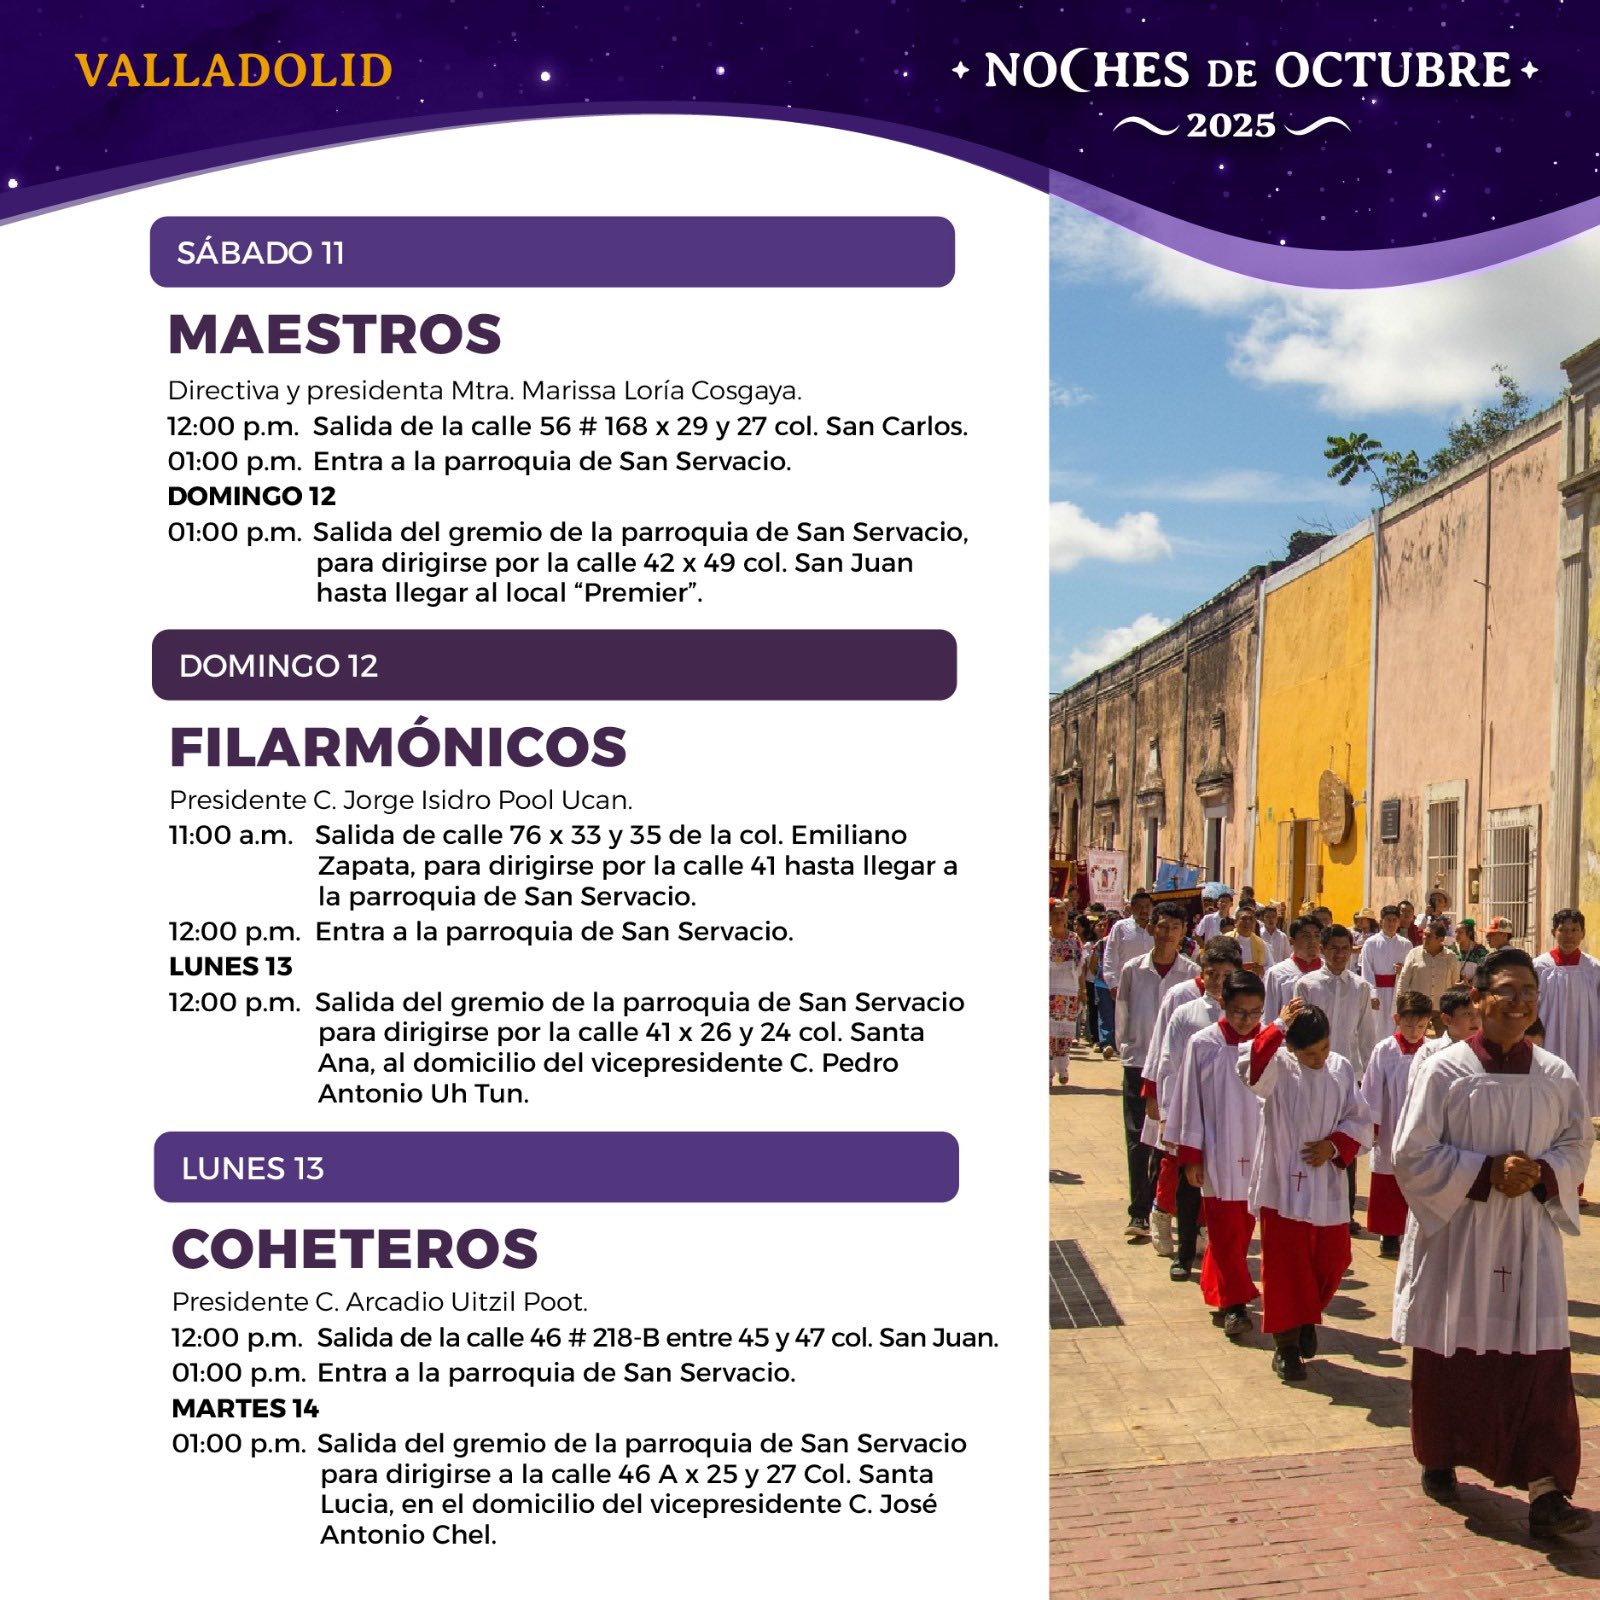 VALLADOLID
NOCHES DE OCTUBRE
2025
SÁBADO 11
MAESTROS
Directiva y presidenta Mtra. Marissa Loría Cosgaya.
12:00 p.m. Salida de la calle 56 # 168 x 29 y 27 col. San Carlos.
01:00 p.m. Entra a la parroquia de San Servacio.
DOMINGO 12
01:00 p.m. Salida del gremio de la parroquia de San Servacio,
para dirigirse por la calle 42 x 49 col. San Juan
hasta llegar al local “Premier”.
DOMINGO 12
FILARMÓNICOS
Presidente C. Jorge Isidro Pool Ucan.
11:00 a.m. Salida de calle 76 x 33 y 35 de la col. Emiliano
Zapata, para dirigirse por la calle 41 hasta llegar a
la parroquia de San Servacio.
12:00 p.m. Entra a la parroquia de San Servacio.
LUNES 13
12:00 p.m. Salida del gremio de la parroquia de San Servacio
para dirigirse por la calle 41 x 26 y 24 col. Santa
Ana, al domicilio del vicepresidente C. Pedro
Antonio Uh Tun.
LUNES 13
COHETEROS
Presidente C. Arcadio Uitzil Poot.
12:00 p.m. Salida de la calle 46 # 218-B entre 45 y 47 col. San Juan.
01:00 p.m. Entra a la parroquia de San Servacio.
MARTES 14
01:00 p.m. Salida del gremio de la parroquia de San Servacio
para dirigirse a la calle 46 A x 25 y 27 Col. Santa
Lucia, en el domicilio del vicepresidente C. José
Antonio Chel.